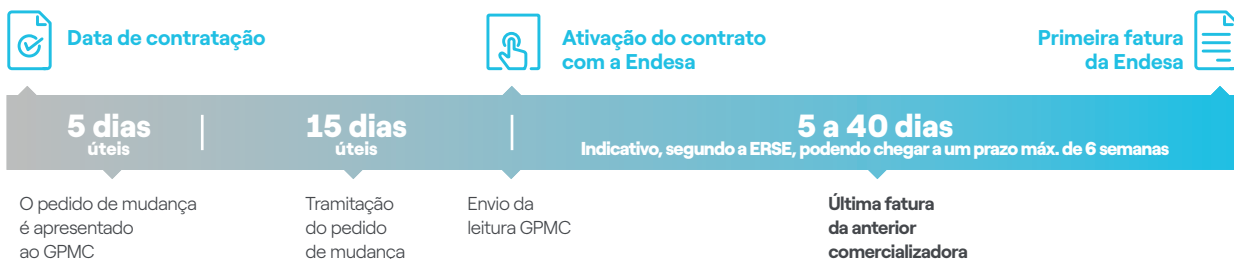 Data de contratação
Ativação do contrato
com a Endesa
Primeira fatura
da Endesa
5 dias
úteis
15 dias
úteis
5 a 40 dias
Indicativo, segundo a ERSE, podendo chegar a um prazo máx. de 6 semanas
O pedido de mudança
é apresentado
ao GPMC
Tramitação
do pedido
de mudança
Envio da
leitura GPMC
Última fatura
da anterior
comercializadora